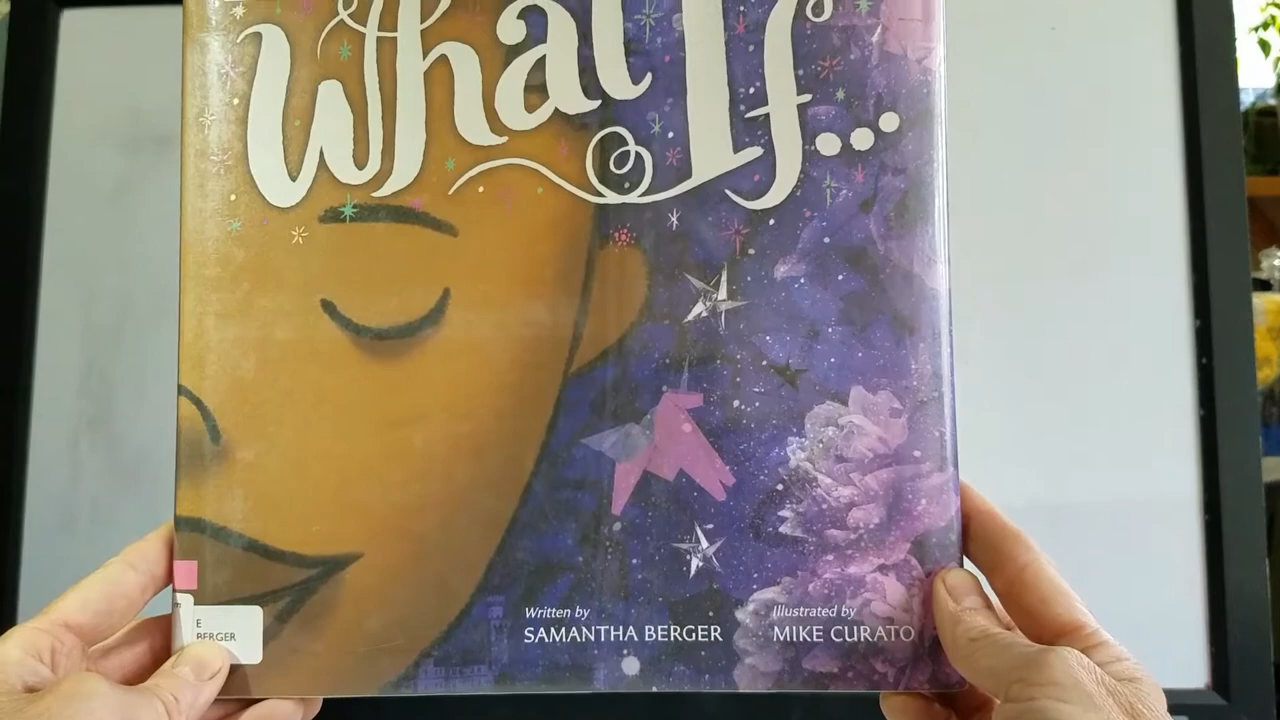 What If...
Written by
SAMANTHA BERGER
Illustrated by
MIKE CURATO
E
BERGER